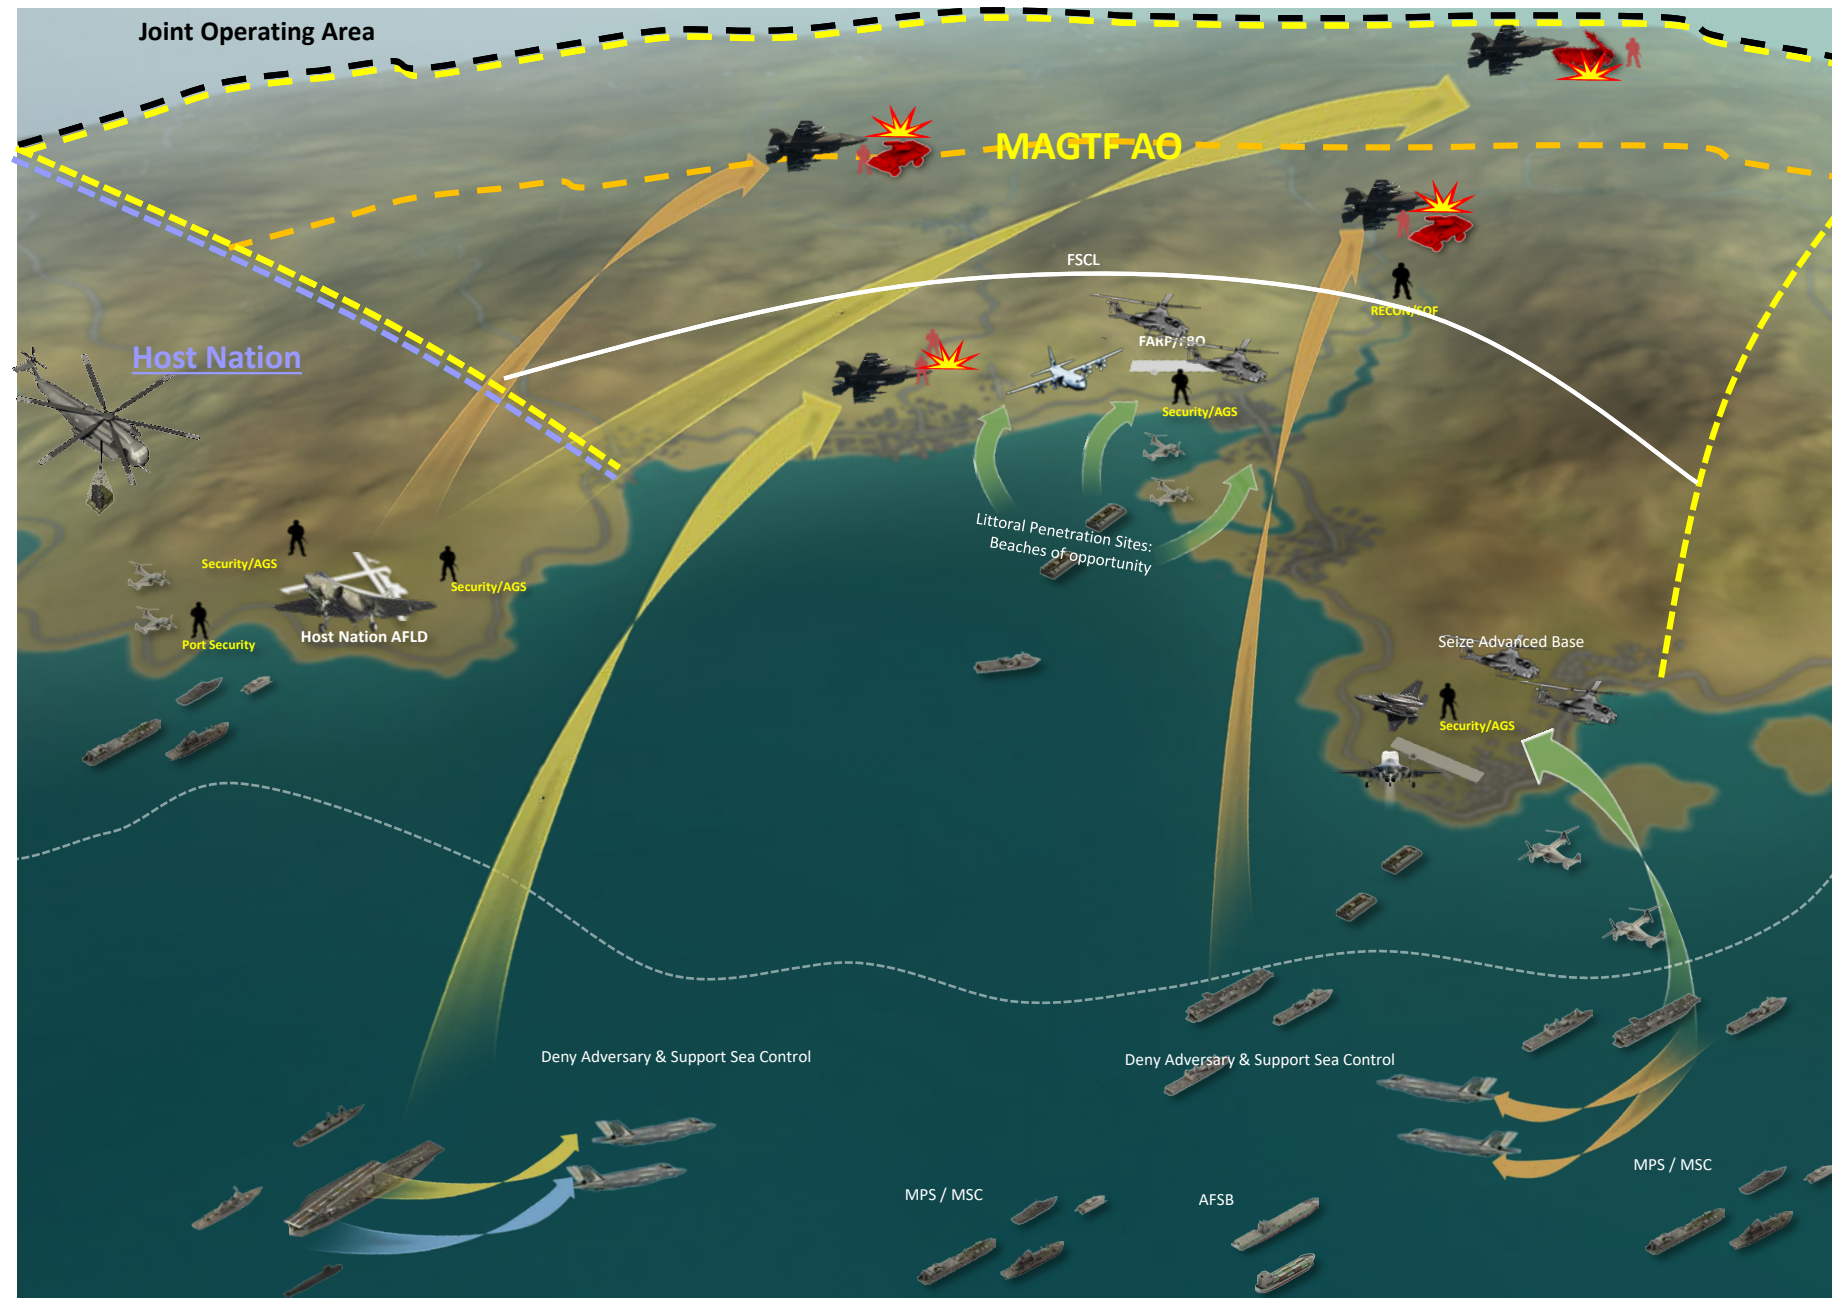 Joint Operating Area
MAGTF AO
FSCL
RECON/SOF
Host Nation
FARP/FBO
Security/AGS
Littoral Penetration Sites:
Beaches of opportunity
Security/AGS
Security/AGS
Host Nation AFLD
Port Security
Seize Advanced Base
Security/AGS
Deny Adversary & Support Sea Control
Deny Adversary & Support Sea Control
MPS / MSC
MPS / MSC
AFSB